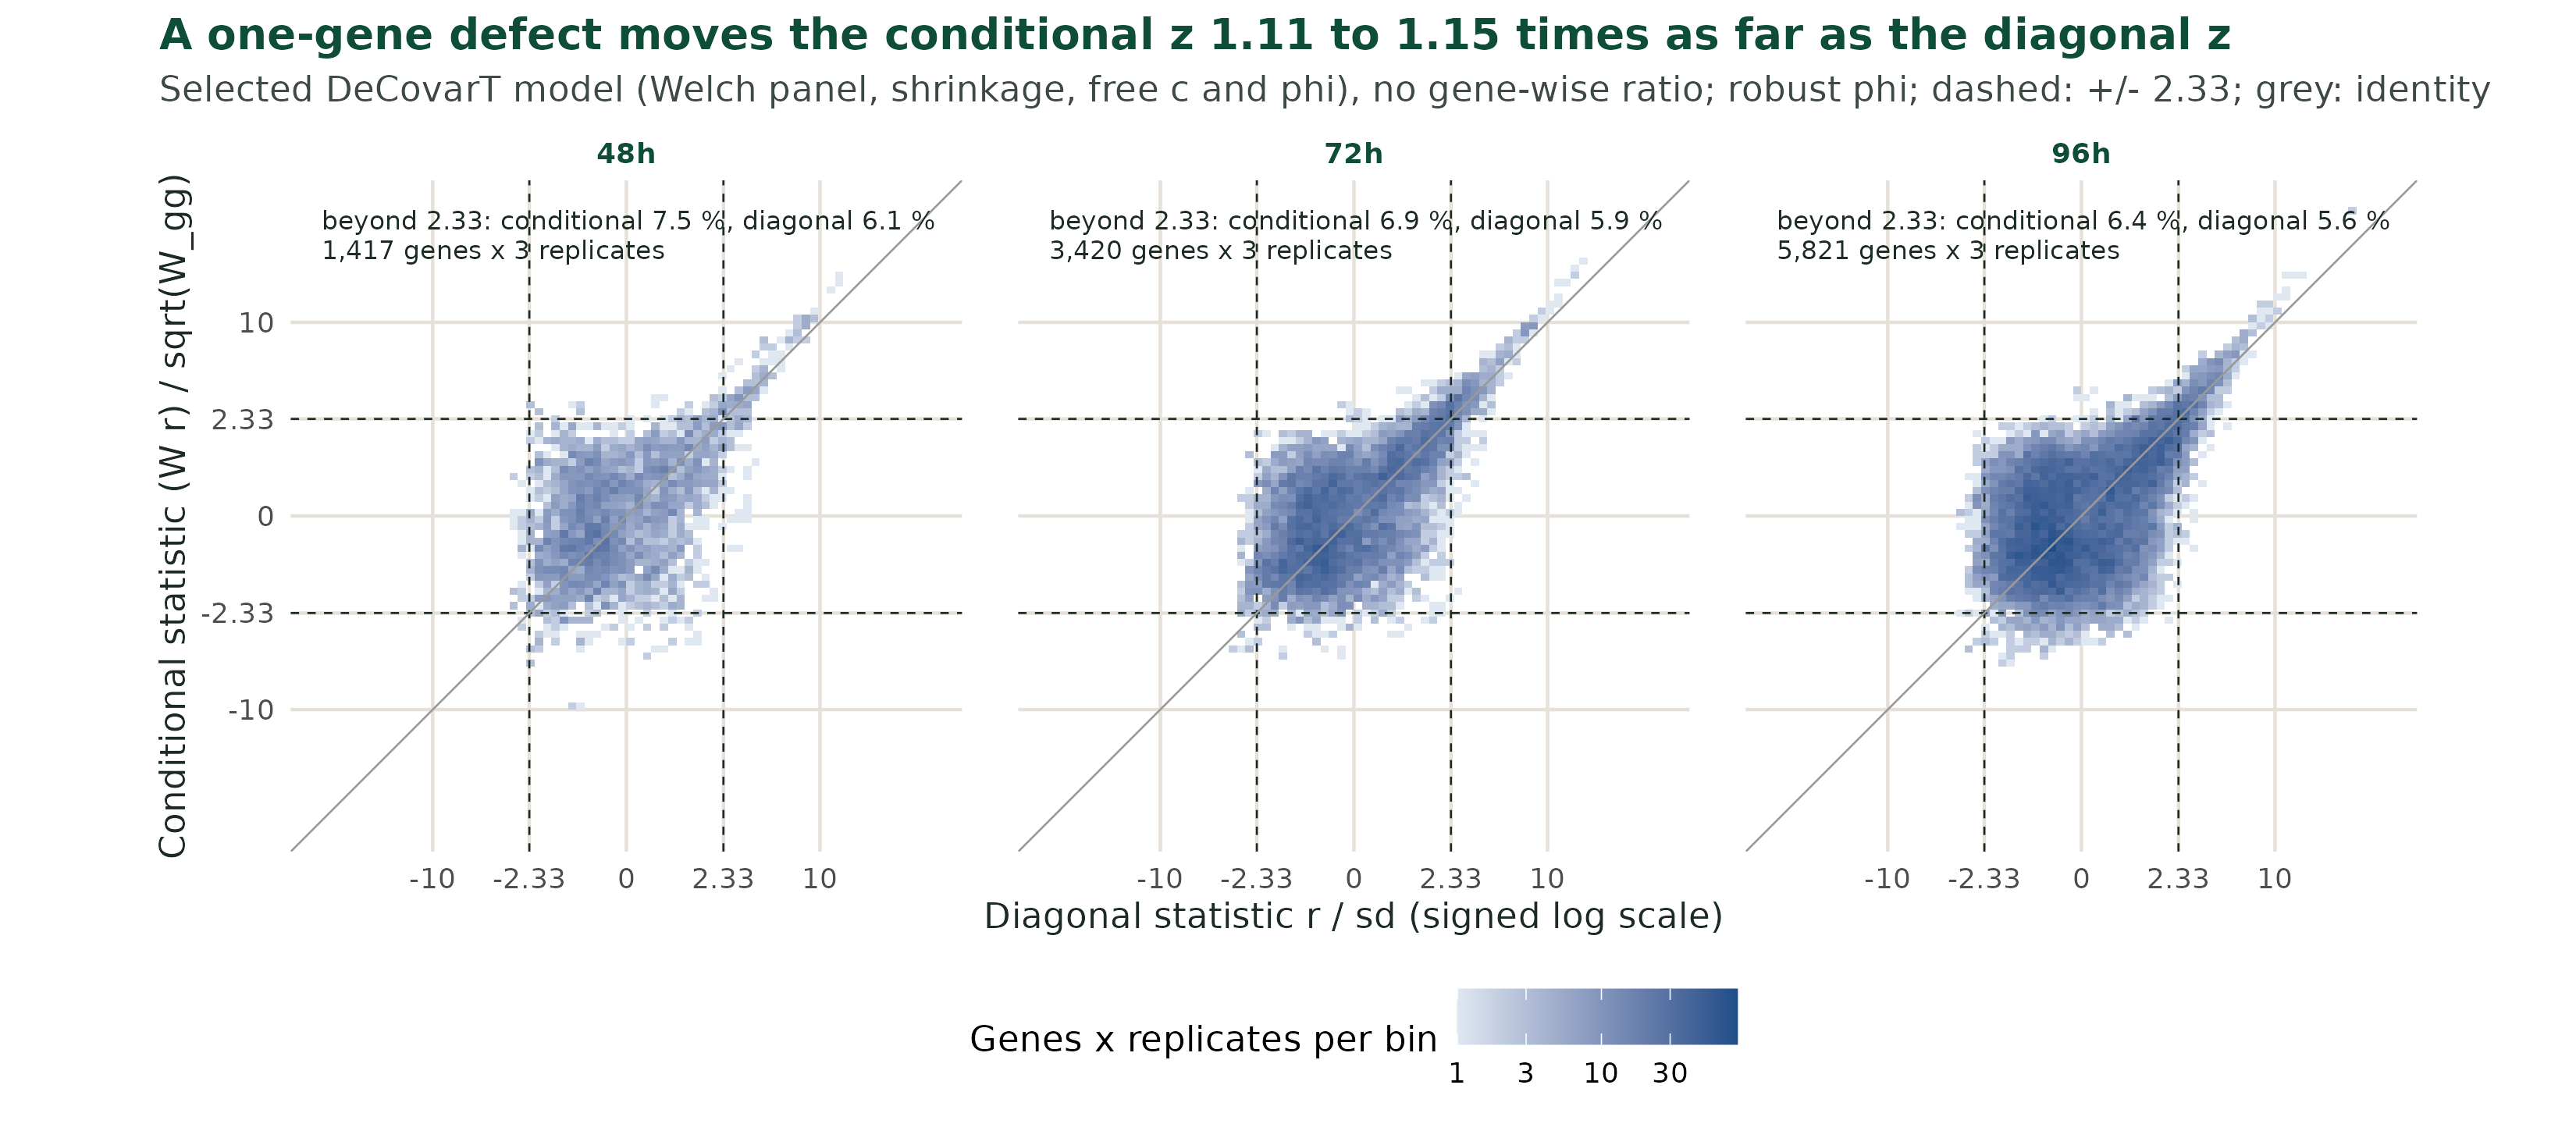 A one-gene defect moves the conditional z 1.11 to 1.15 times as far as the diagonal z
Selected DeCovarT model (Welch panel, shrinkage, free c and phi), no gene-wise ratio; robust phi; dashed: +/- 2.33; grey: identity
48h
72h
96h
beyond 2.33: conditional 7.5 %, diagonal 6.1 %
1,417 genes x 3 replicates
beyond 2.33: conditional 6.9 %, diagonal 5.9 %
3,420 genes x 3 replicates
beyond 2.33: conditional 6.4 %, diagonal 5.6 %
5,821 genes x 3 replicates
Conditional statistic (W r) / sqrt(W_gg)
10
2.33
0
-2.33
-10
-10 -2.33 0 2.33 10
-10 -2.33 0 2.33 10
-10 -2.33 0 2.33 10
Diagonal statistic r / sd (signed log scale)
Genes x replicates per bin
1 3 10 30